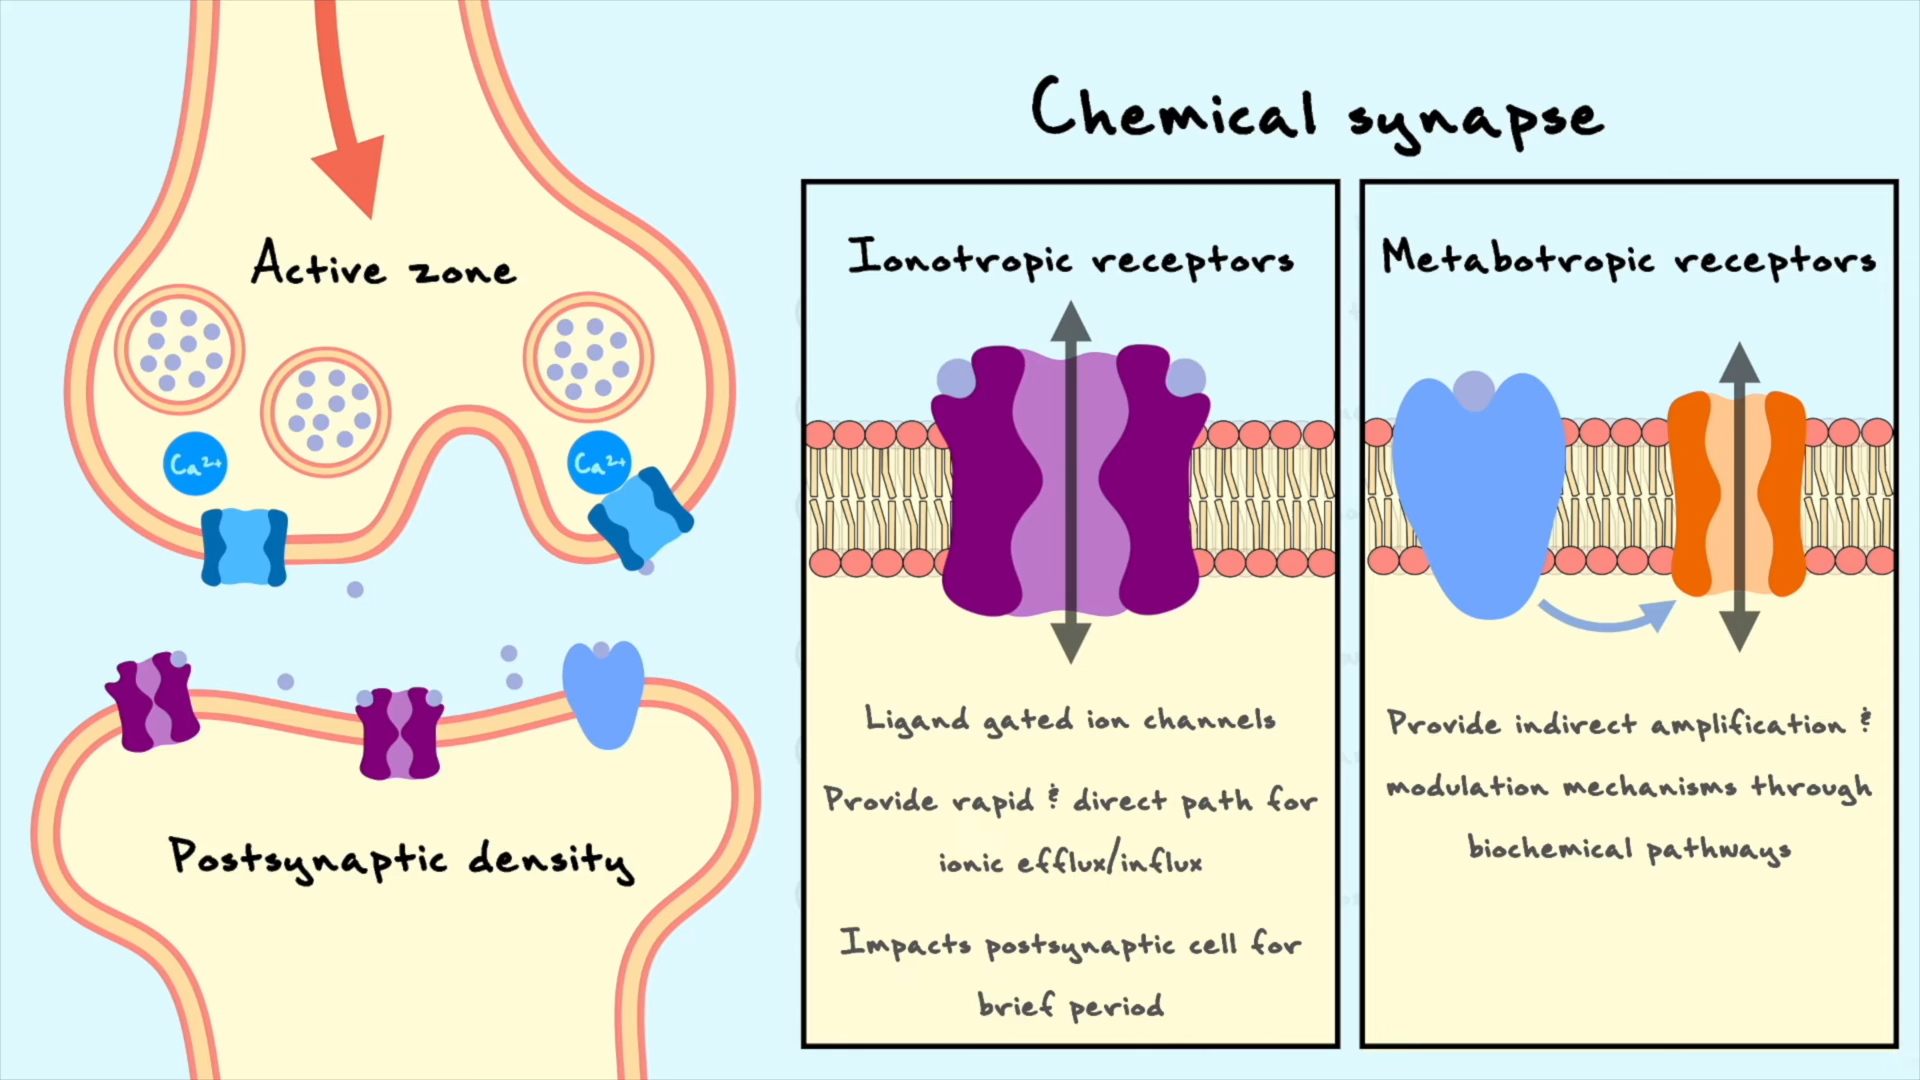 Chemical synapse
Active zone
Ca²⁺
Ca²⁺
Postsynaptic density
Ionotropic receptors
Ligand gated ion channels
Provide rapid & direct path for
ionic efflux/influx
Impacts postsynaptic cell for
brief period
Metabotropic receptors
Provide indirect amplification &
modulation mechanisms through
biochemical pathways